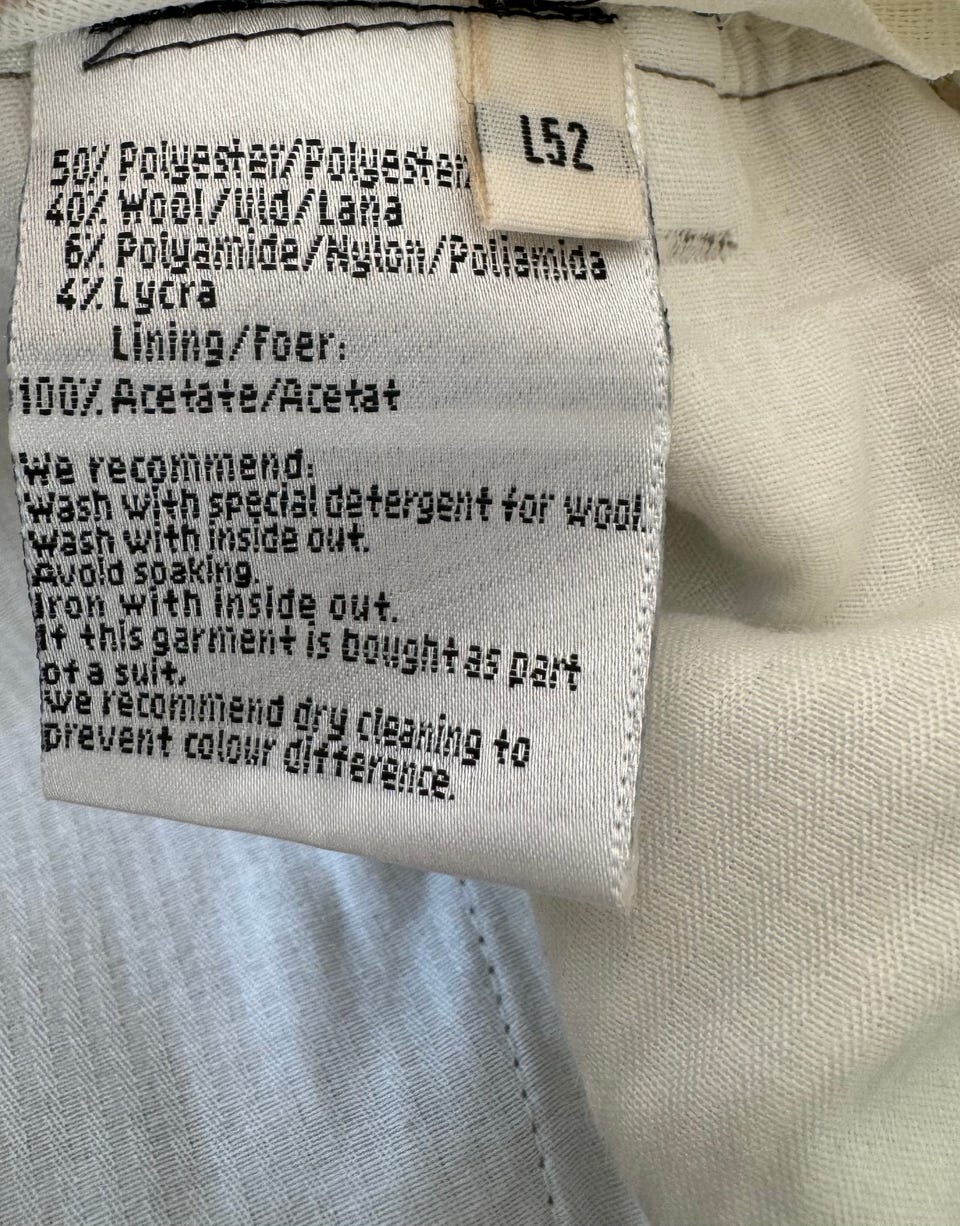 L52
50% Polyester/Polyester
40% Wool/Uld/Lana
6% Polyamide/Nylon/Poliamida
4% Lycra
Lining/Foer:
100% Acetate/Acetat
We recommend:
Wash with special detergent for wool.
Wash with inside out.
Avoid soaking.
Iron with inside out.
If this garment is bought as part
of a suit,
we recommend dry cleaning to
prevent colour difference.